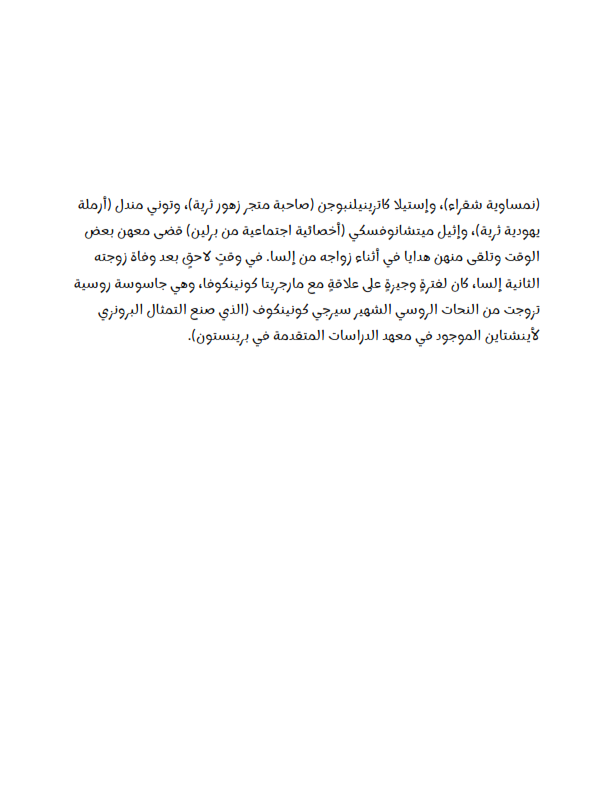 (نمساوية شقراء)، وإستيلا كاتزينيلنبوجن (صاحبة متجر زهور ثرية)، وتوني مندل (أرملة
يهودية ثرية)، وإثيل ميتشانوفسكي (أخصائية اجتماعية من برلين) قضى معهن بعض
الوقت وتلقى منهن هدايا في أثناء زواجه من إلسا. في وقتٍ لاحقٍ بعد وفاة زوجته
الثانية إلسا، كان لفترةٍ وجيزةٍ على علاقةٍ مع مارجريتا كونينكوفا، وهي جاسوسة روسية
تزوجت من النحات الروسي الشهير سيرجي كونينكوف (الذي صنع التمثال البرونزي
لأينشتاين الموجود في معهد الدراسات المتقدمة في برينستون).